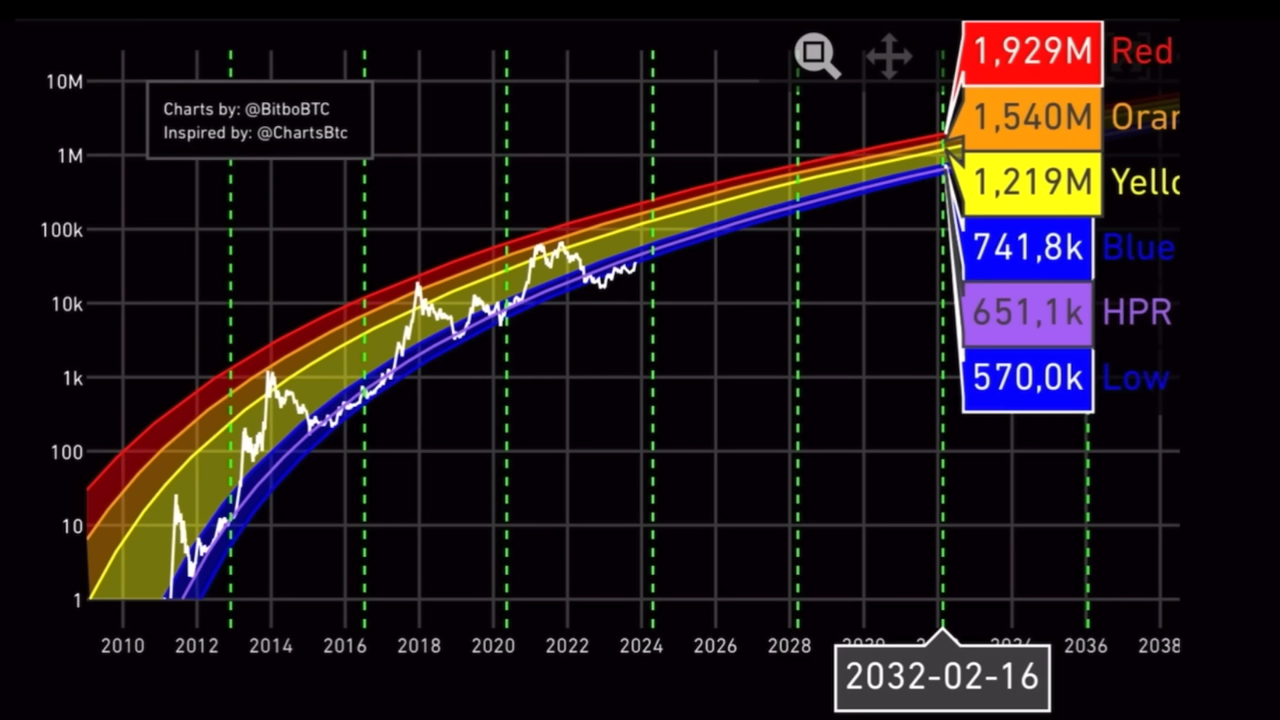 1,929M Red
10M
Charts by: @BitboBTC
Inspired by: @ChartsBtc
1,540M Oran
1M
1,219M Yello
100k
741,8k Blue
10k
651,1k HPR
1k
570,0k Low
100
10
1
2010 2012 2014 2016 2018 2020 2022 2024 2026 2028 2036 2038
2032-02-16